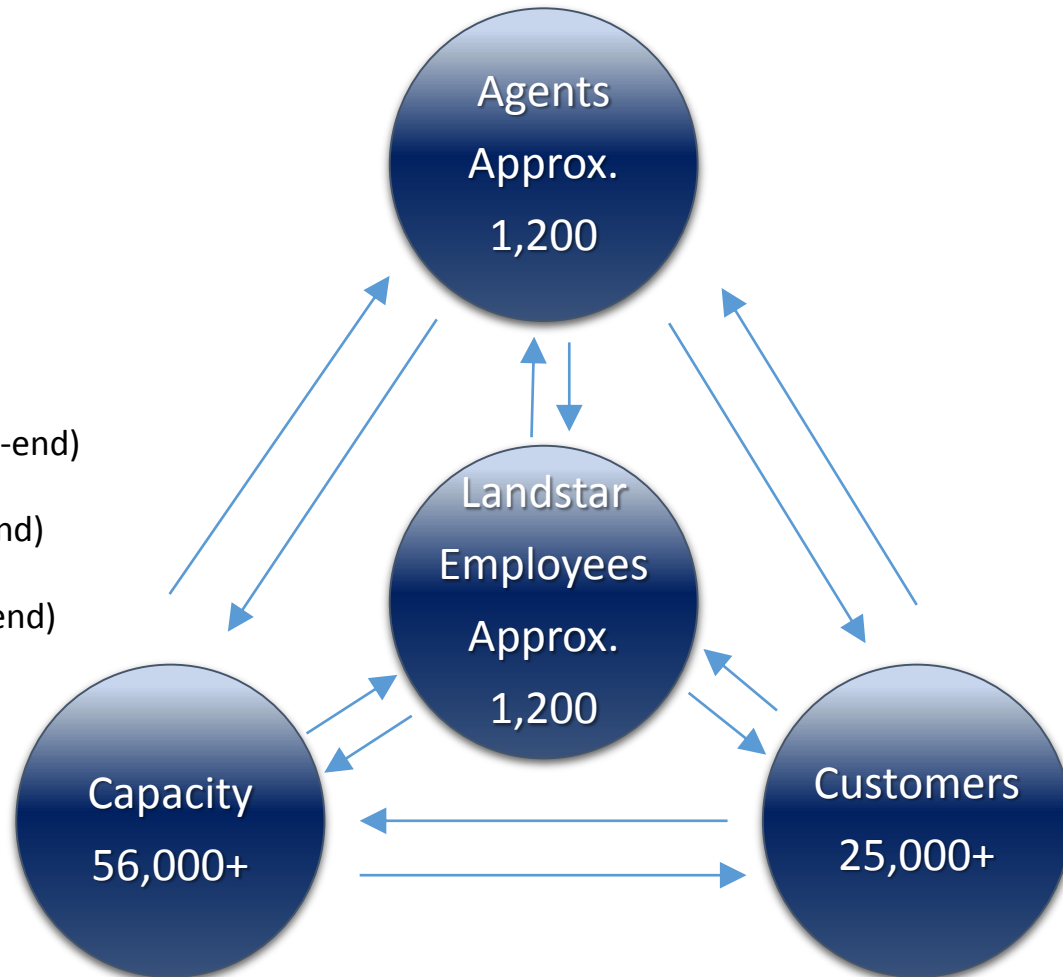 Agents
Approx.
1,200
-end)
nd)
end)
Landstar
Employees
Approx.
1,200
Capacity
56,000+
Customers
25,000+